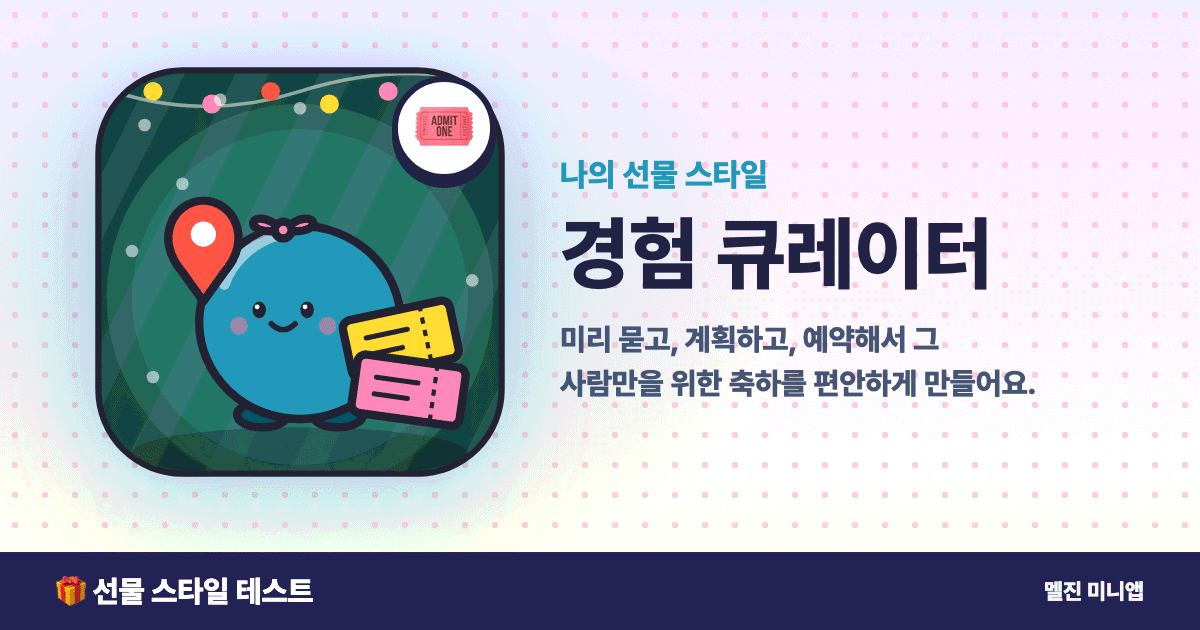 ADMIT
ONE
나의 선물 스타일
경험 큐레이터
미리 묻고, 계획하고, 예약해서 그
사람만을 위한 축하를 편안하게 만들어요.
선물 스타일 테스트
멜진 미니앱